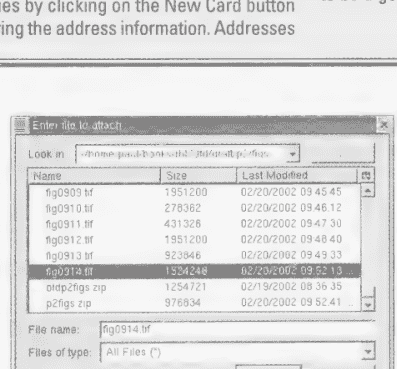 ies by clicking on the New Card button
ring the address information. Addresses
Enter file to attach
Look in
Name Size Last Modified
fig0909.tif 1951200 02/20/2002 09.45.45
fig0910.tif 278362 02/20/2002 09.46.12
fig0911.tif 431328 02/20/2002 09.47.30
fig0912.tif 1951200 02/20/2002 09.48.40
fig0913.tif 923846 02/20/2002 09.49.33
fig0914.tif 1524248 02/20/2002 09.52.13 ...
1254721 02/19/2002 08.36.35
p2figs.zip 976834 02/20/2002 09.52.41 ...
File name: fig0914.tif
Files of type: All Files (*)